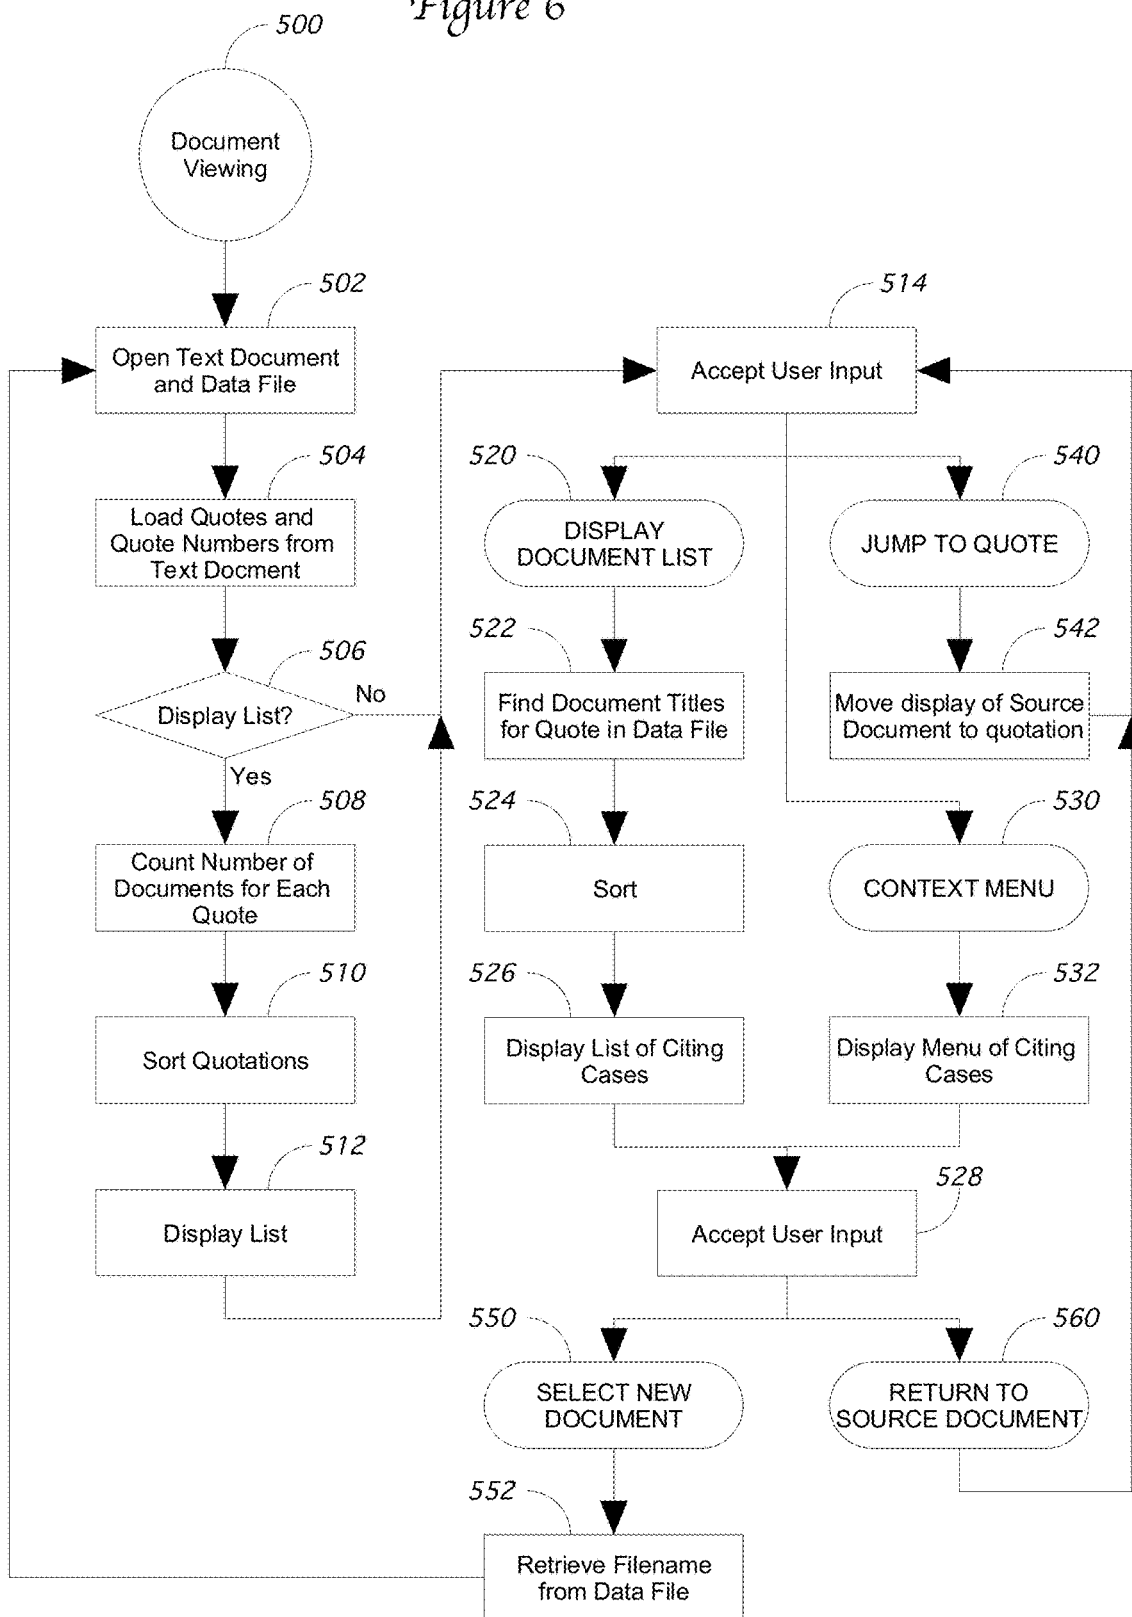 Figure 6
500
Document
Viewing
502
Open Text Document
and Data File
504
Load Quotes and
Quote Numbers from
Text Docment
506
Display List?
No
Yes
508
Count Number of
Documents for Each
Quote
510
Sort Quotations
512
Display List
514
Accept User Input
520
DISPLAY
DOCUMENT LIST
522
Find Document Titles
for Quote in Data File
524
Sort
526
Display List of Citing
Cases
540
JUMP TO QUOTE
542
Move display of Source
Document to quotation
530
CONTEXT MENU
532
Display Menu of Citing
Cases
528
Accept User Input
550
SELECT NEW
DOCUMENT
552
Retrieve Filename
from Data File
560
RETURN TO
SOURCE DOCUMENT